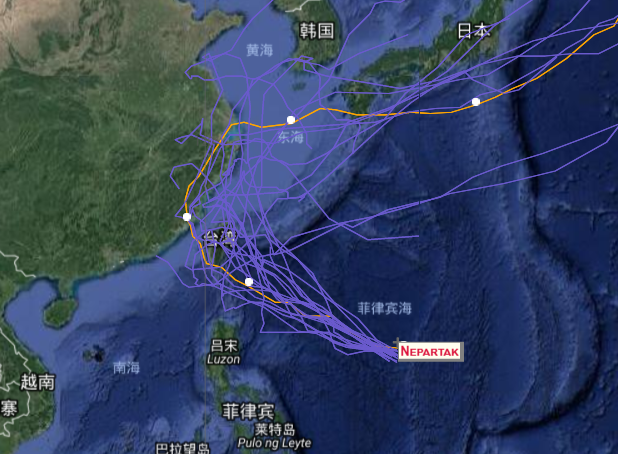 韩国
日本
黄海
东海
台湾
菲律宾海
NEPARTAK
吕宋
Luzon
南海
越南
寨
菲律宾
莱特岛
Pulo ng Leyte
巴拉望岛